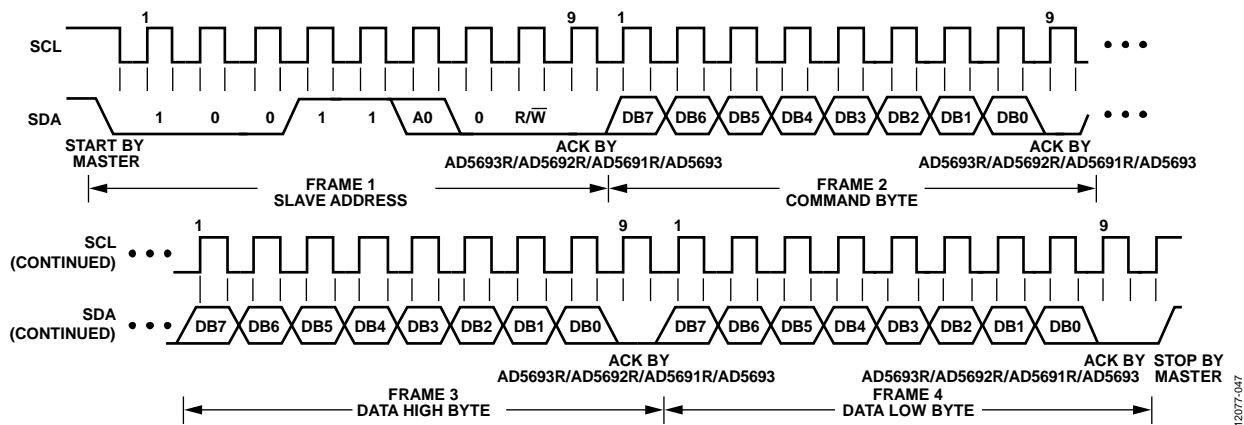 1 9 1 9
SCL
SDA 1 0 0 1 1 A0 0 R/W̅ DB7 DB6 DB5 DB4 DB3 DB2 DB1 DB0
START BY MASTER
ACK BY AD5693R/AD5692R/AD5691R/AD5693
ACK BY AD5693R/AD5692R/AD5691R/AD5693
FRAME 1
SLAVE ADDRESS
FRAME 2
COMMAND BYTE
1 9 1 9
SCL
(CONTINUED)
SDA
(CONTINUED)
DB7 DB6 DB5 DB4 DB3 DB2 DB1 DB0 DB7 DB6 DB5 DB4 DB3 DB2 DB1 DB0
ACK BY
AD5693R/AD5692R/AD5691R/AD5693
ACK BY
AD5693R/AD5692R/AD5691R/AD5693
STOP BY
MASTER
FRAME 3
DATA HIGH BYTE
FRAME 4
DATA LOW BYTE
12077-047